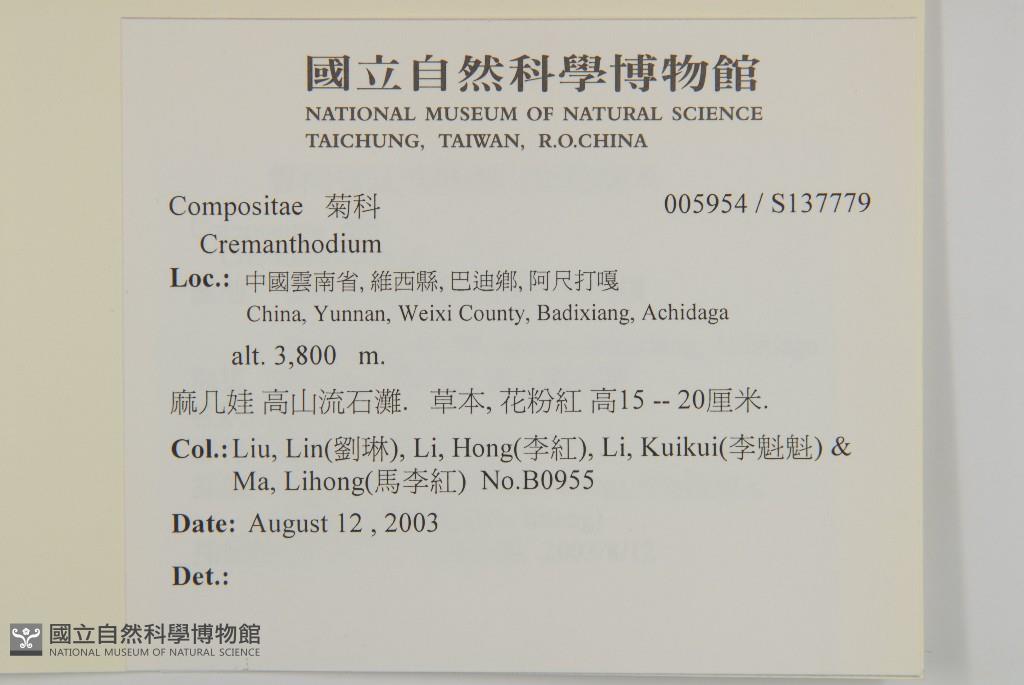 國立自然科學博物館
NATIONAL MUSEUM OF NATURAL SCIENCE
TAICHUNG, TAIWAN, R.O.CHINA
Compositae 菊科 005954 / S137779
Cremanthodium
Loc.: 中國雲南省, 維西縣, 巴迪鄉, 阿尺打嘎
China, Yunnan, Weixi County, Badixiang, Achidaga
alt. 3,800 m.
麻几娃 高山流石灘. 草本, 花粉紅 高15 -- 20厘米.
Col.: Liu, Lin(劉琳), Li, Hong(李紅), Li, Kuikui(李魁魁) &
Ma, Lihong(馬李紅) No.B0955
Date: August 12 , 2003
Det.:
國立自然科學博物館
NATIONAL MUSEUM OF NATURAL SCIENCE